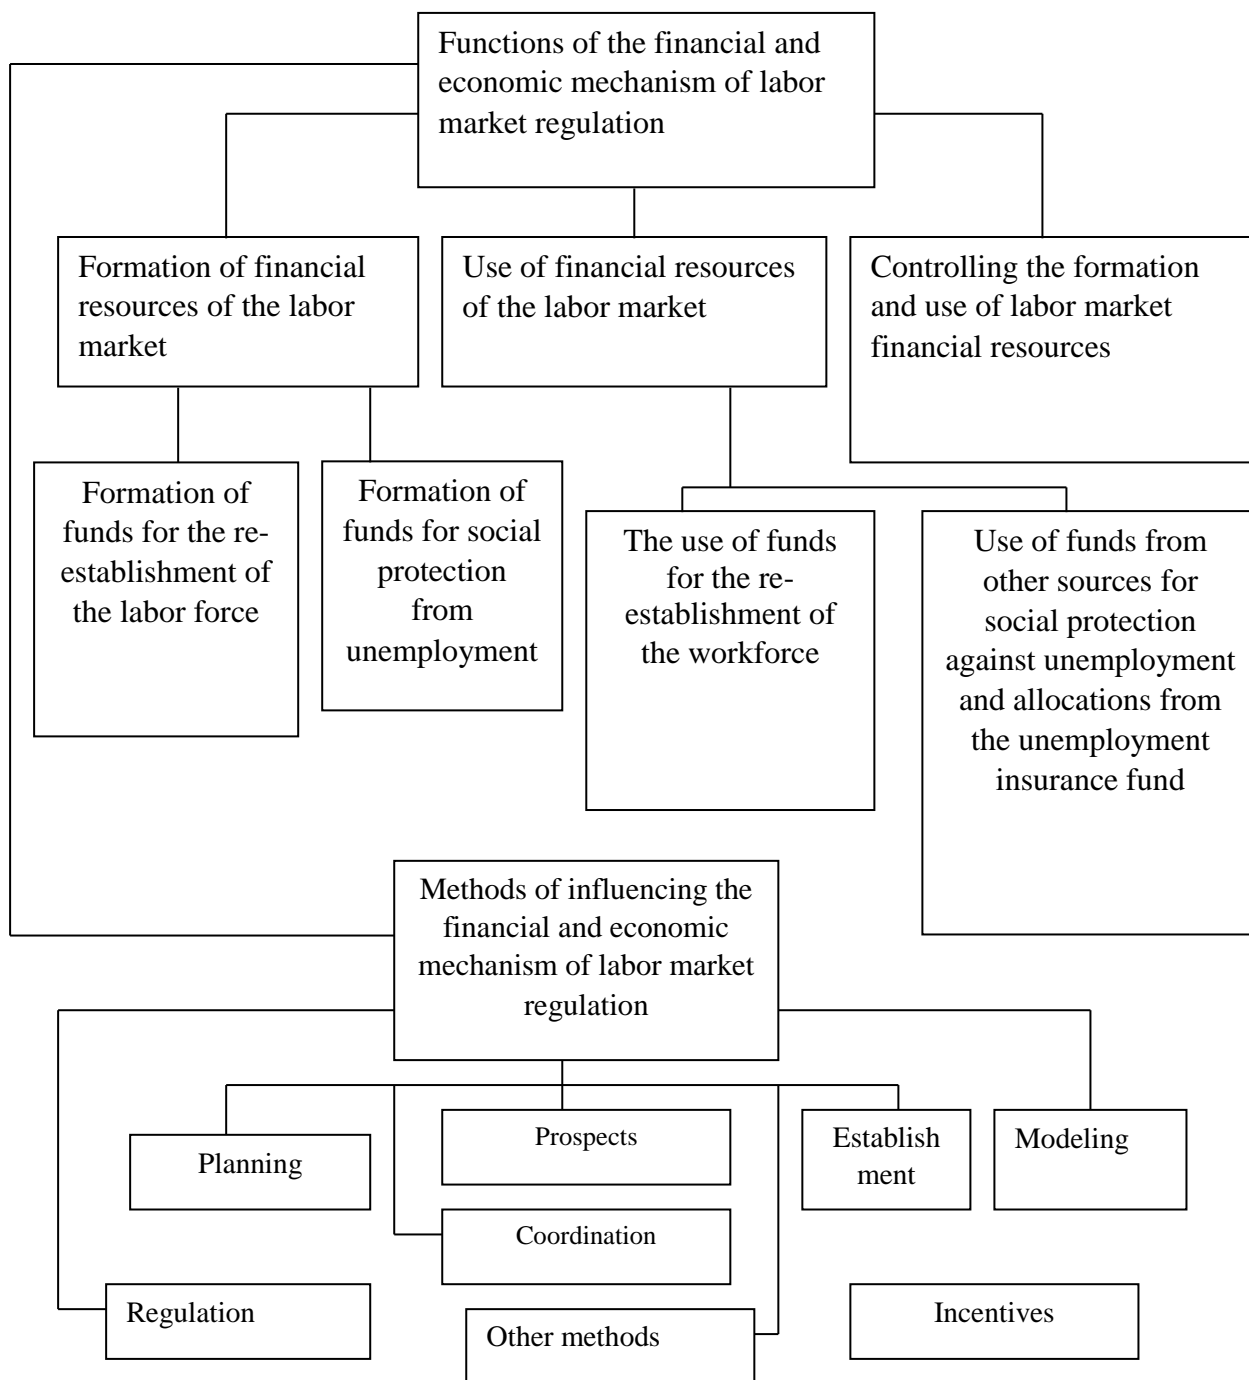 Functions of the financial and
economic mechanism of labor
market regulation
Formation of financial
resources of the labor
market
Use of financial resources
of the labor market
Controlling the formation
and use of labor market
financial resources
Formation of
funds for the re-
establishment of
the labor force
Formation of
funds for social
protection
from
unemployment
The use of funds
for the re-
establishment of
the workforce
Use of funds from
other sources for
social protection
against unemployment
and allocations from
the unemployment
insurance fund
Methods of influencing the
financial and economic
mechanism of labor market
regulation
Planning
Prospects
Establish
ment
Modeling
Coordination
Regulation
Other methods
Incentives